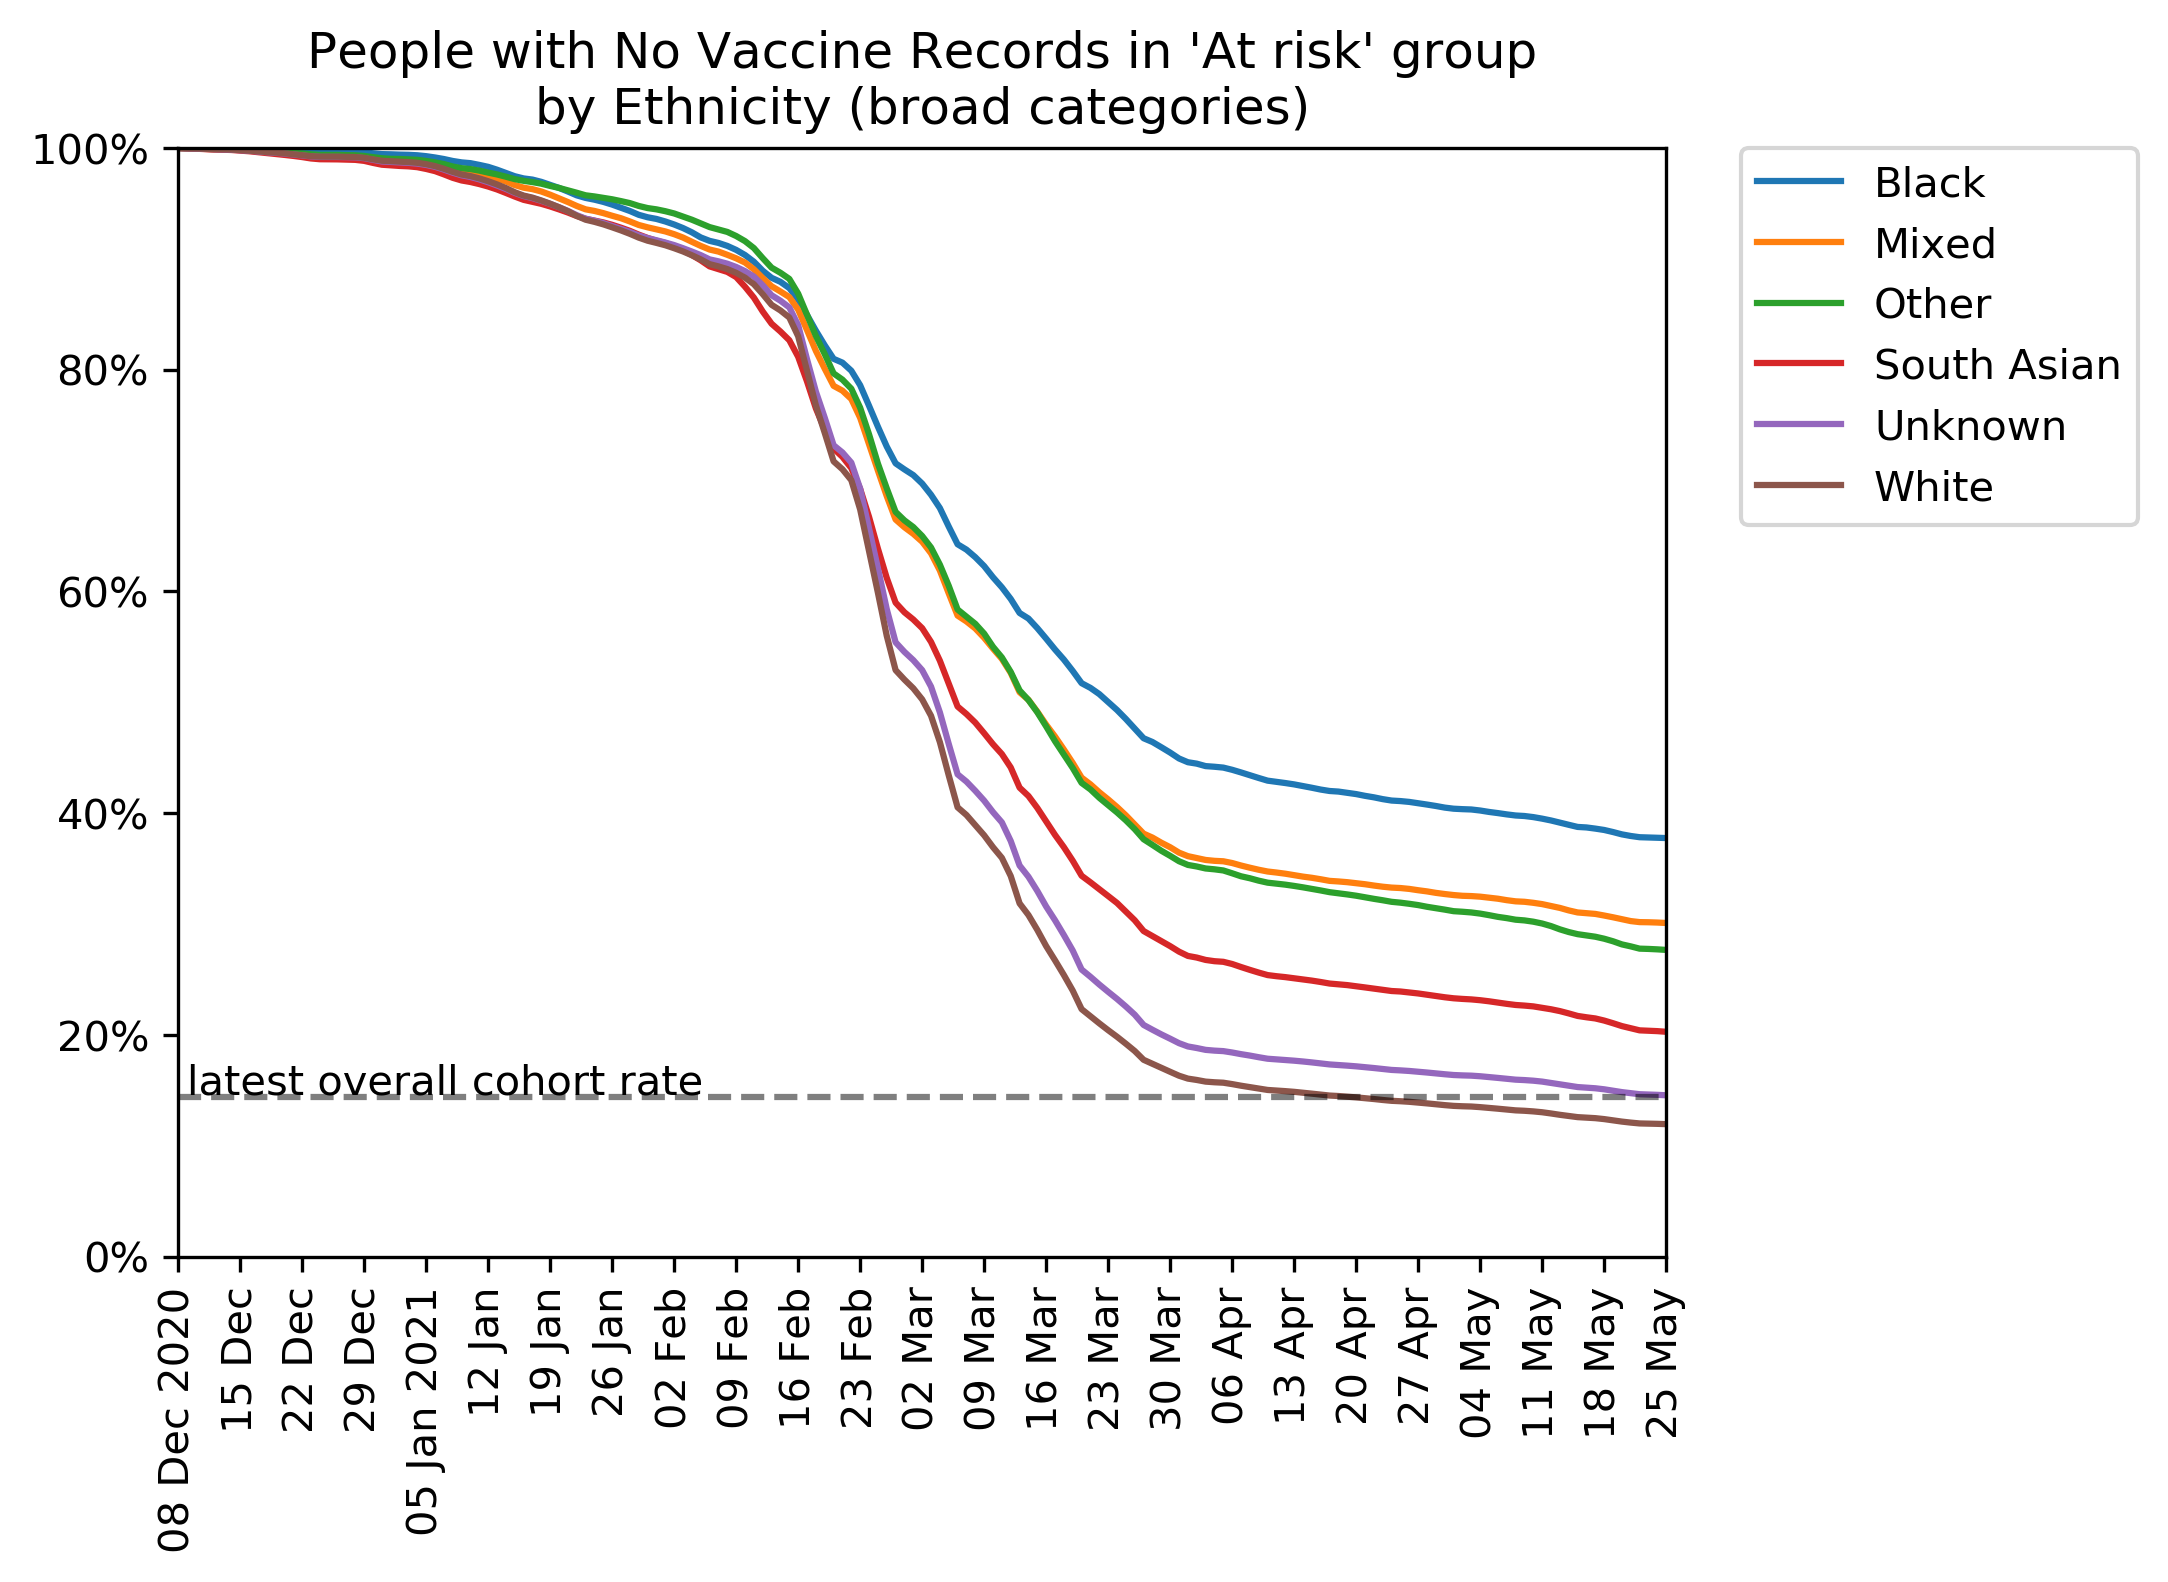 People with No Vaccine Records in 'At risk' group
by Ethnicity (broad categories)
100%
80%
60%
40%
20%
0%
latest overall cohort rate
08 Dec 2020
15 Dec
22 Dec
29 Dec
05 Jan 2021
12 Jan
19 Jan
26 Jan
02 Feb
09 Feb
16 Feb
23 Feb
02 Mar
09 Mar
16 Mar
23 Mar
30 Mar
06 Apr
13 Apr
20 Apr
27 Apr
04 May
11 May
18 May
25 May
Black
Mixed
Other
South Asian
Unknown
White